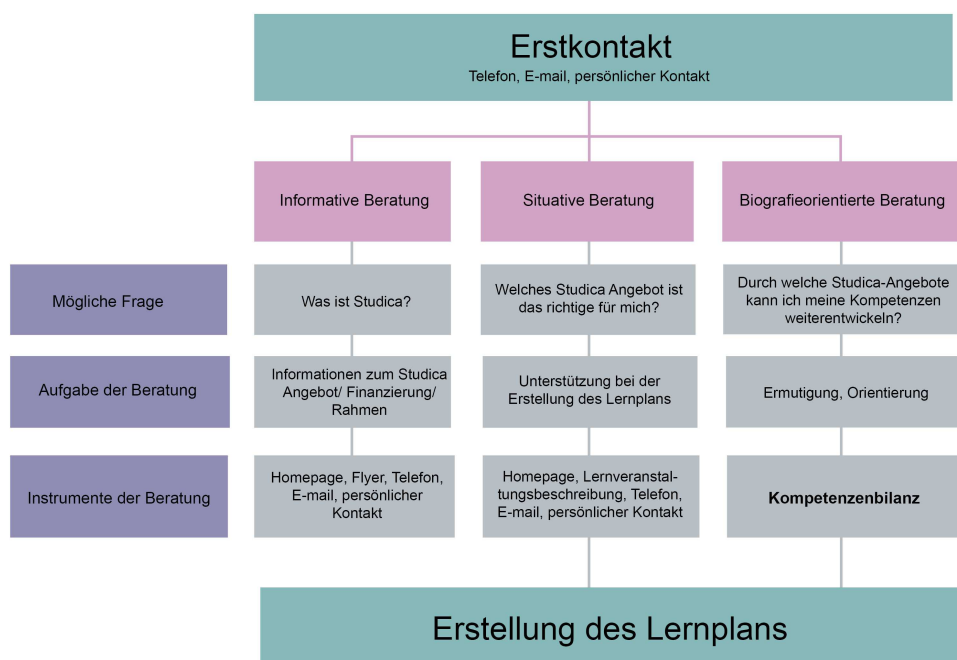 Erstkontakt
Telefon, E-mail, persönlicher Kontakt
Informative Beratung
Situative Beratung
Biografieorientierte Beratung
Mögliche Frage
Was ist Studica?
Welches Studica Angebot ist
das richtige für mich?
Durch welche Studica-Angebote
kann ich meine Kompetenzen
weiterentwickeln?
Aufgabe der Beratung
Informationen zum Studica
Angebot/ Finanzierung/
Rahmen
Unterstützung bei der
Erstellung des Lernplans
Ermutigung, Orientierung
Instrumente der Beratung
Homepage, Flyer, Telefon,
E-mail, persönlicher
Kontakt
Homepage, Lernveranstal-
tungsbeschreibung, Telefon,
E-mail, persönlicher Kontakt
Kompetenzenbilanz
Erstellung des Lernplans